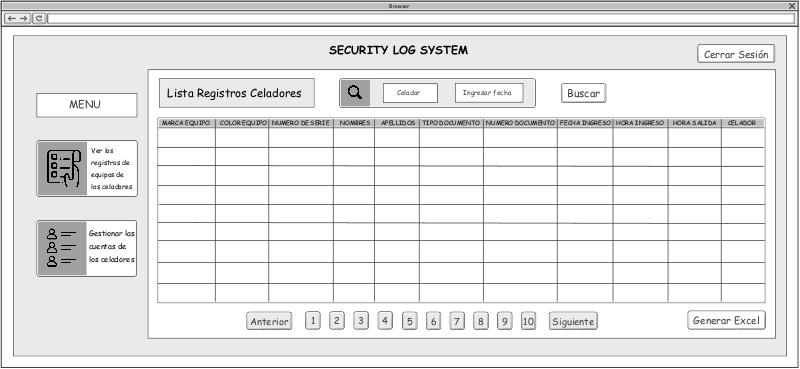 Browser
SECURITY LOG SYSTEM
Cerrar Sesión
MENU
Ver los
registros de
equipas de
los celadores
Gestionar las
cuentas de
los celadores
Lista Registros Celadores
Celador
Ingresar fecha
Buscar
MARCA EQUIPO COLOR EQUIPO NUMERO DE SERIE NOMBRES APELLIDOS TIPO DOCUMENTO NUMERO DOCUMENTO FECHA INGRESO HORA INGRESO HORA SALIDA CELADOR
Anterior 1 2 3 4 5 6 7 8 9 10 Siguiente
Generar Excel